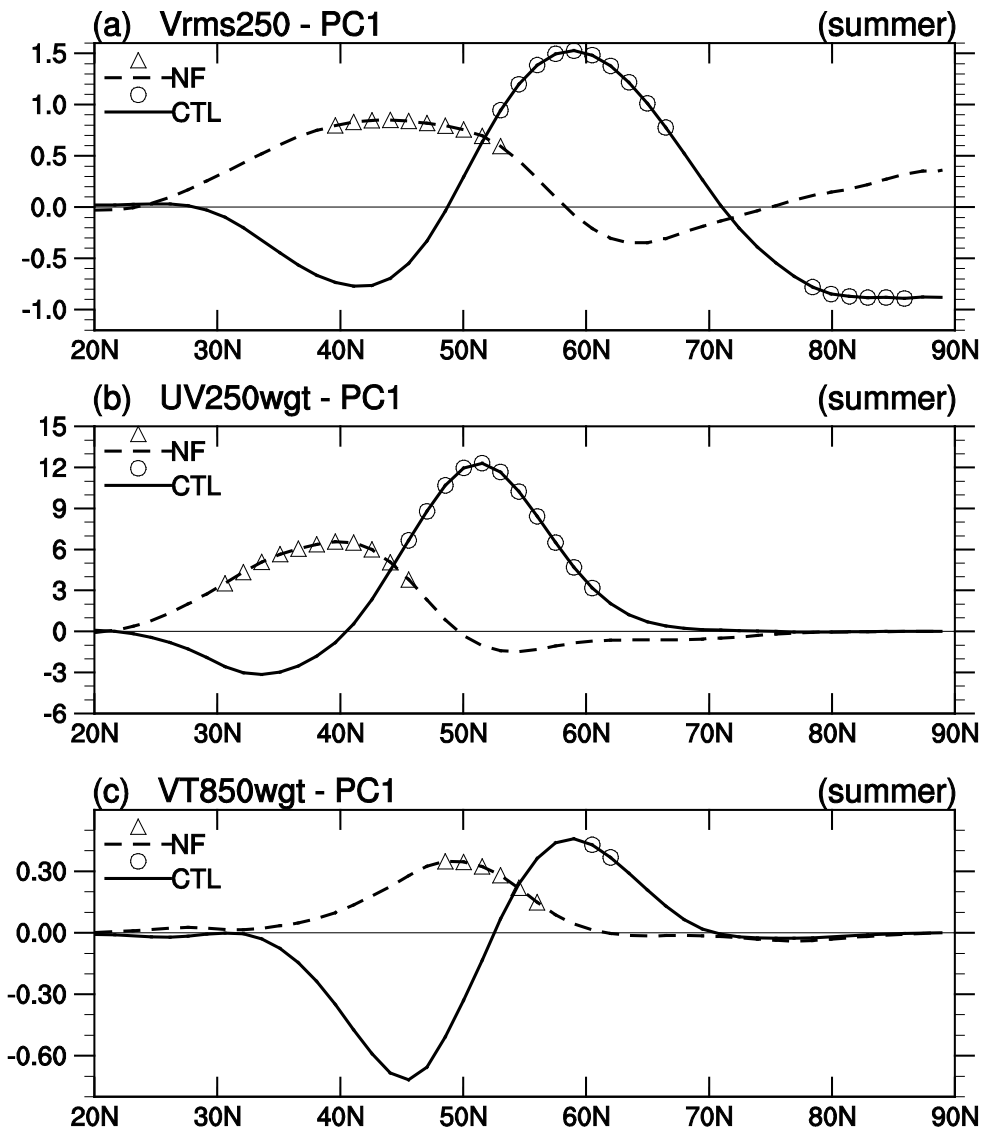 (a) Vrms250 - PC1 (summer)
1.5
NF
1.0
CTL
0.5
0.0
-0.5
-1.0
20N 30N 40N 50N 60N 70N 80N 90N
(b) UV250wgt - PC1 (summer)
15
NF
12
CTL
9
6
3
0
-3
-6
20N 30N 40N 50N 60N 70N 80N 90N
(c) VT850wgt - PC1 (summer)
NF
0.30
CTL
0.00
-0.30
-0.60
20N 30N 40N 50N 60N 70N 80N 90N